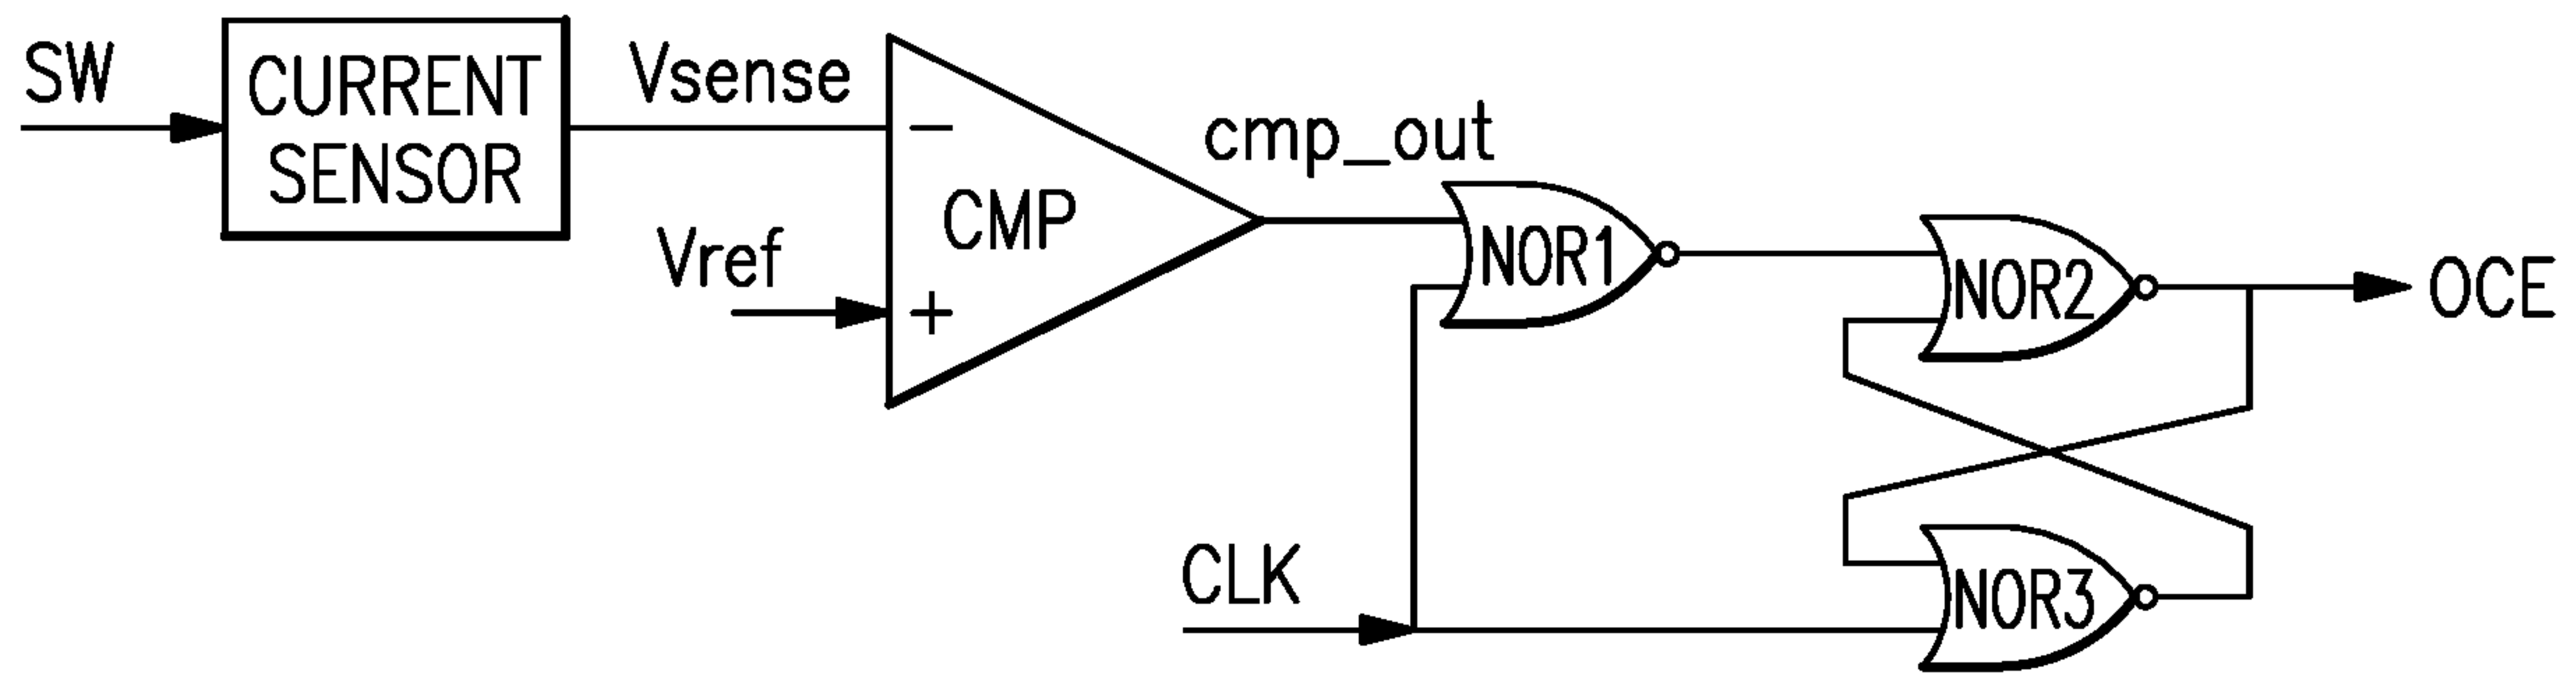 SW
CURRENT
SENSOR
Vsense
−
cmp_out
CMP
Vref
+
NOR1
NOR2
OCE
CLK
NOR3